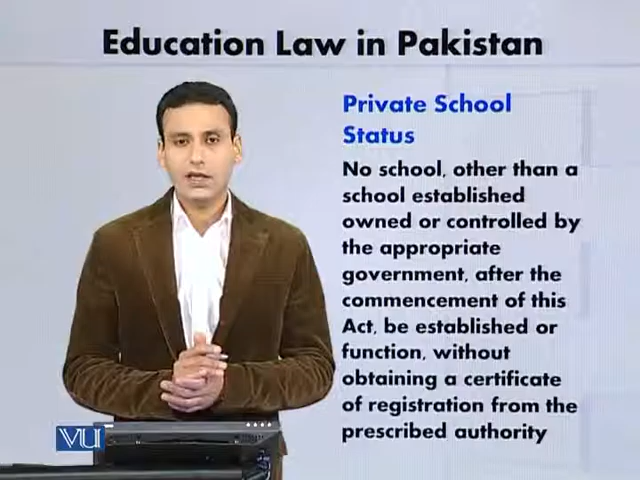 Education Law in Pakistan
Private School
Status
No school, other than a
school established
owned or controlled by
the appropriate
government, after the
commencement of this
Act, be established or
function, without
obtaining a certificate
of registration from the
prescribed authority
VU